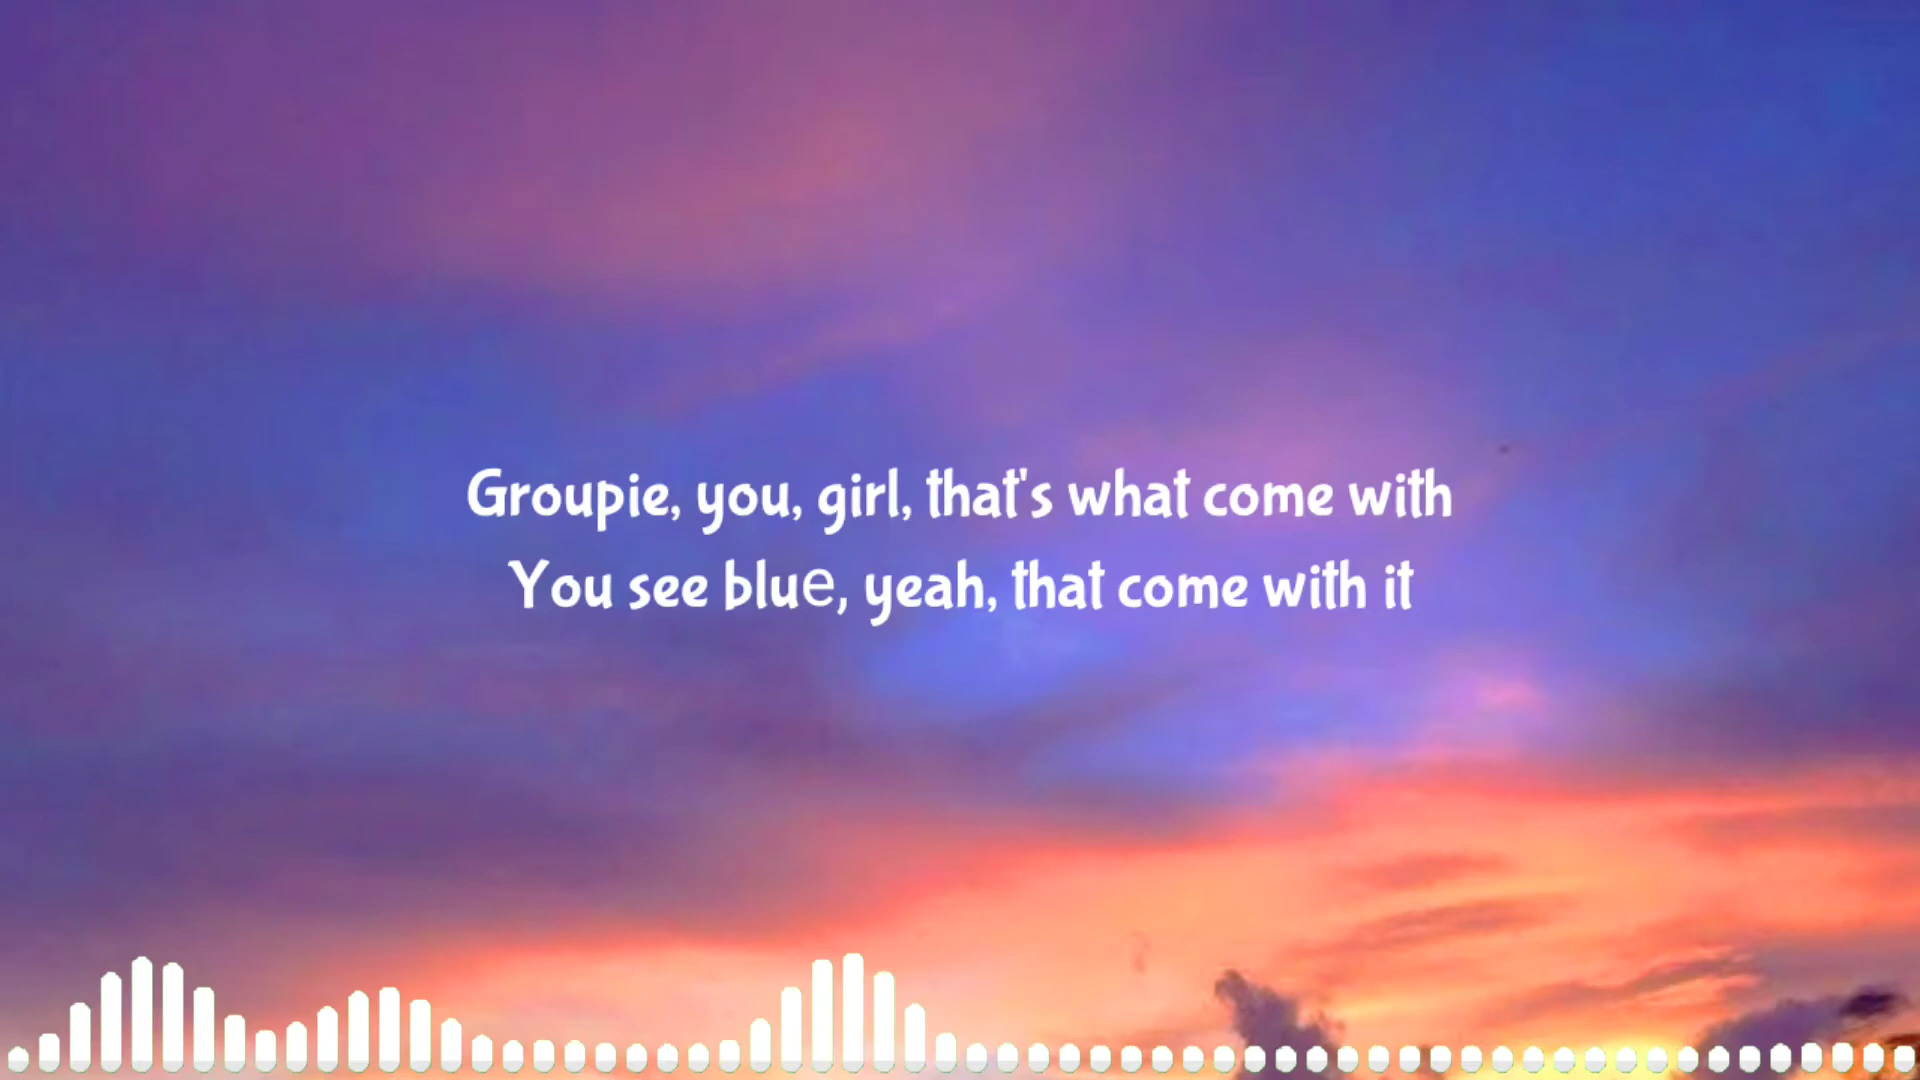 Groupie, you, girl, that's what come with
You see blue, yeah, that come with it